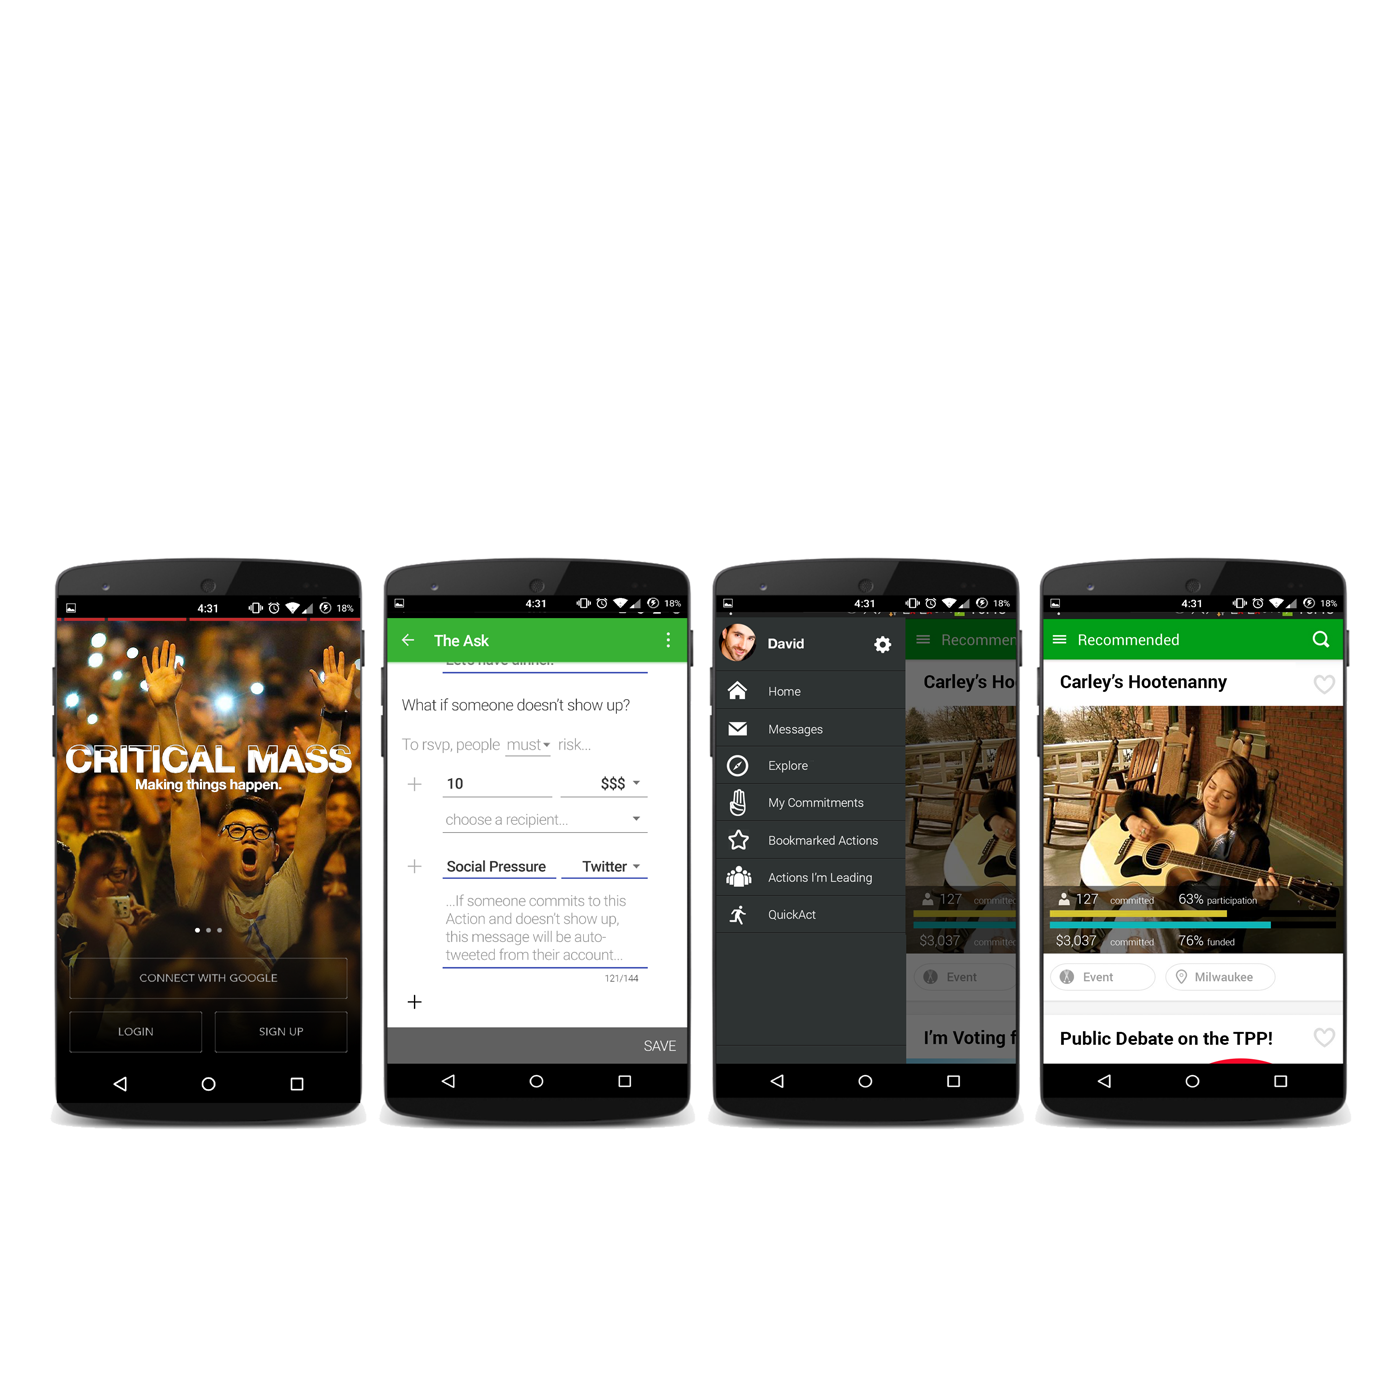 4:31
18%
CRITICAL MASS
Making things happen.
CONNECT WITH GOOGLE
LOGIN
SIGN UP
4:31
18%
The Ask
Let's have dinner.
What if someone doesn't show up?
To rsvp, people must risk...
10
$$$
choose a recipient...
Social Pressure
Twitter
...If someone commits to this
Action and doesn't show up,
this message will be auto-
tweeted from their account...
121/144
SAVE
4:31
18%
David
Home
Messages
Explore
My Commitments
Bookmarked Actions
Actions I'm Leading
QuickAct
Recommen
Carley's Ho
127 committed
$3,037 committed
Event
I'm Voting f
4:31
18%
Recommended
Carley's Hootenanny
127 committed 63% participation
$3,037 committed 76% funded
Event
Milwaukee
Public Debate on the TPP!